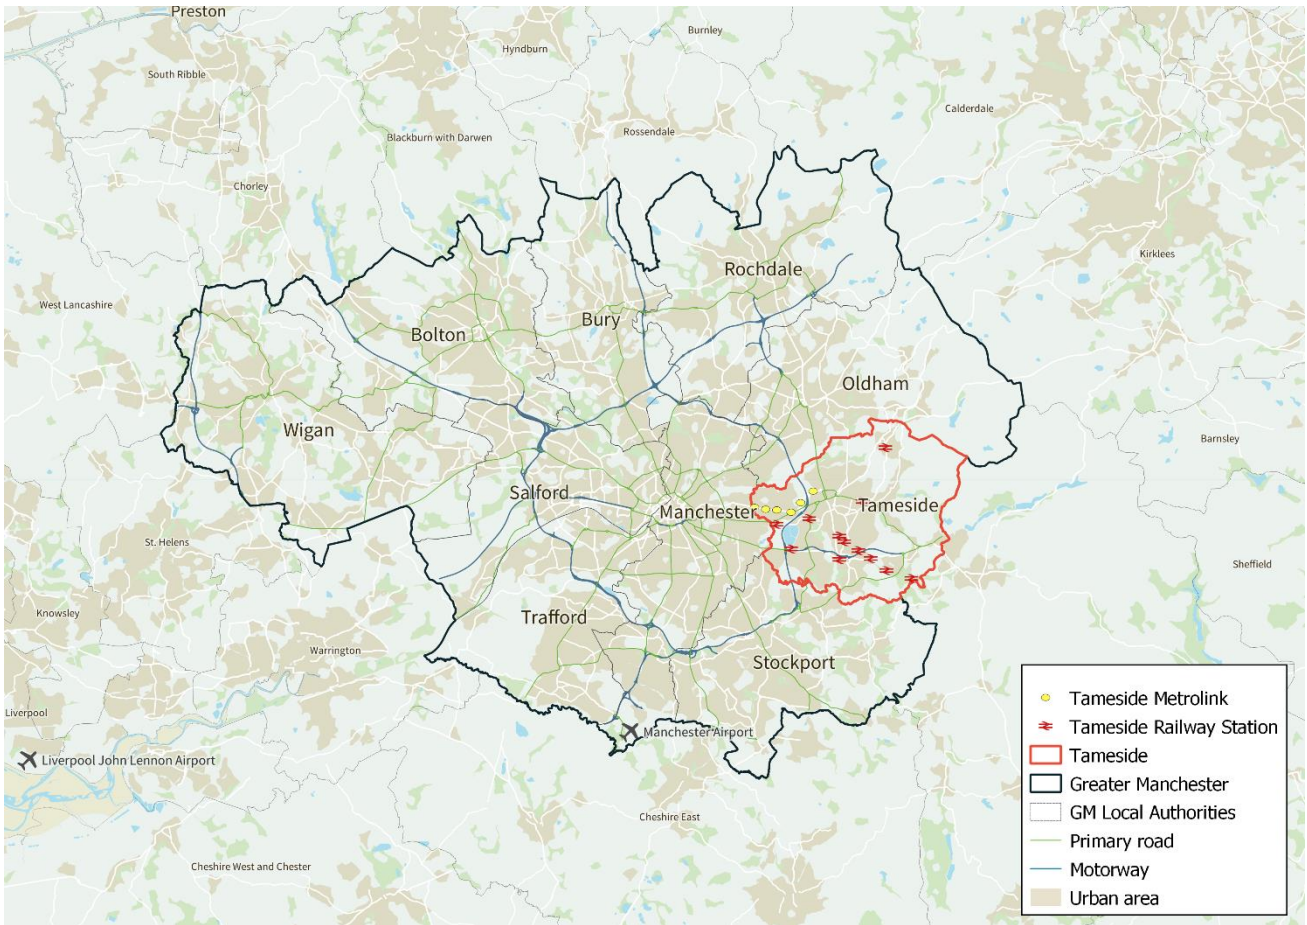 Preston
Burnley
Hyndburn
South Ribble
Calderdale
Blackburn with Darwen
Rossendale
Chorley
Kirklees
Rochdale
West Lancashire
Bury
Bolton
Oldham
Wigan
Barnsley
Salford
Manchester
Tameside
St. Helens
Sheffield
Knowsley
Trafford
Warrington
Stockport
Liverpool
Manchester Airport
Liverpool John Lennon Airport
Cheshire East
Cheshire West and Chester
Tameside Metrolink
Tameside Railway Station
Tameside
Greater Manchester
GM Local Authorities
Primary road
Motorway
Urban area